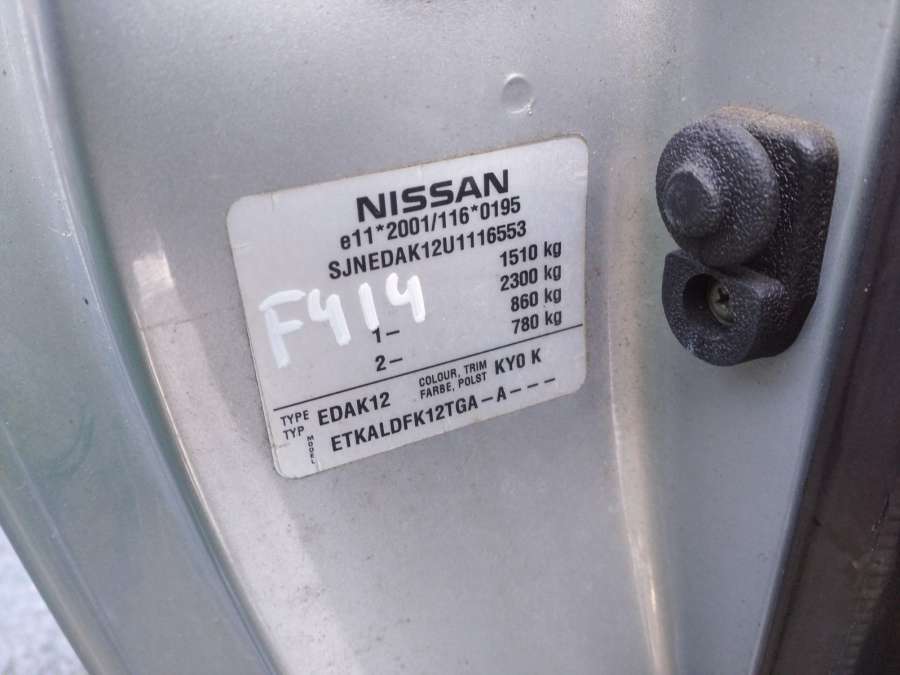 NISSAN
e11*2001/116*0195
SJNEDAK12U1116553
1510 kg
2300 kg
F414
1- 860 kg
2- 780 kg
TYPE
TYP
EDAK12
COLOUR, TRIM
FARBE, POLST
KY0 K
MODEL
ETKALDFK12TGA-A---